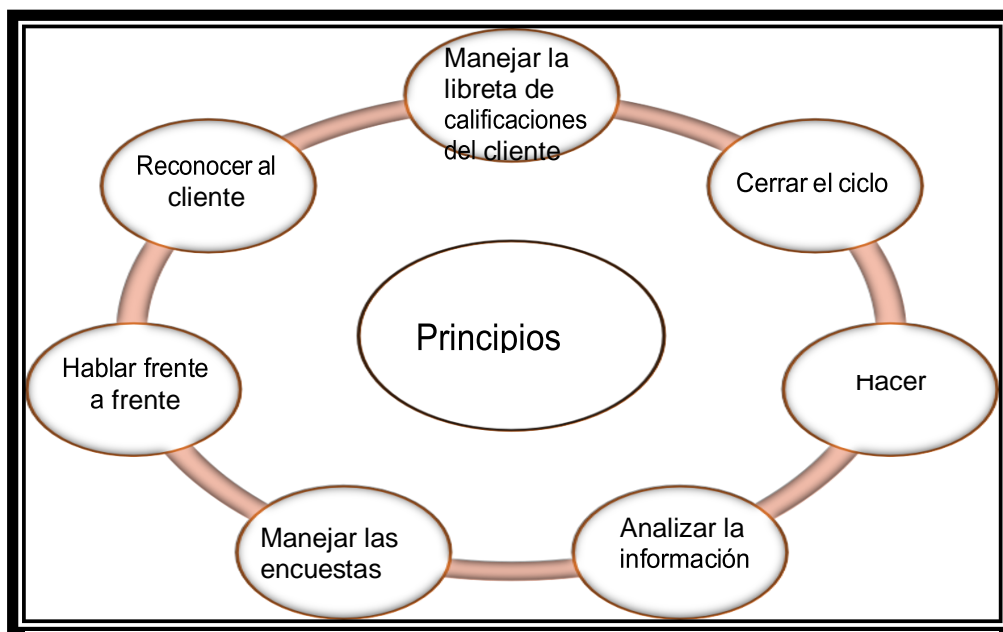 Manejar la
libreta de
calificaciones
del cliente
Cerrar el ciclo
Hacer
Analizar la
información
Manejar las
encuestas
Hablar frente
a frente
Reconocer al
cliente
Principios